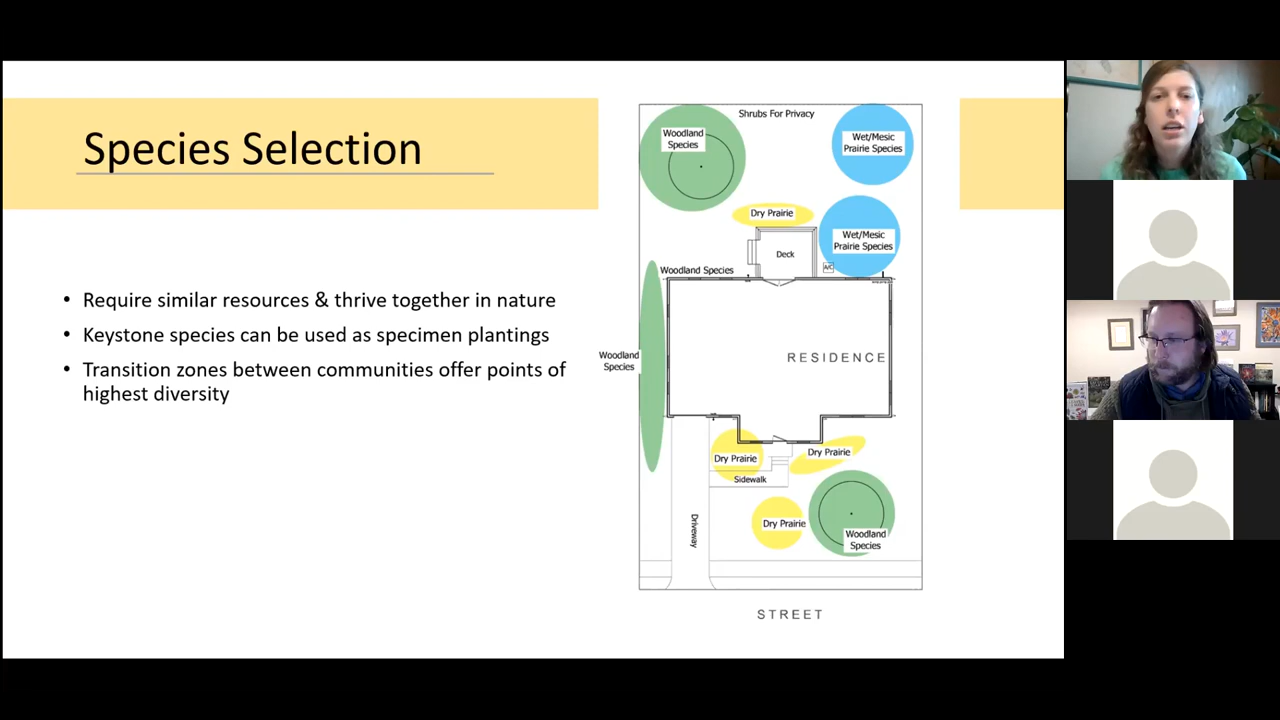 Species Selection
• Require similar resources & thrive together in nature
• Keystone species can be used as specimen plantings
• Transition zones between communities offer points of
highest diversity
Shrubs For Privacy
Woodland
Species
Wet/Mesic
Prairie Species
Dry Prairie
Wet/Mesic
Prairie Species
Deck
A/C
Woodland Species
RESIDENCE
Woodland
Species
Dry Prairie
Dry Prairie
Sidewalk
Driveway
Dry Prairie
Woodland
Species
STREET